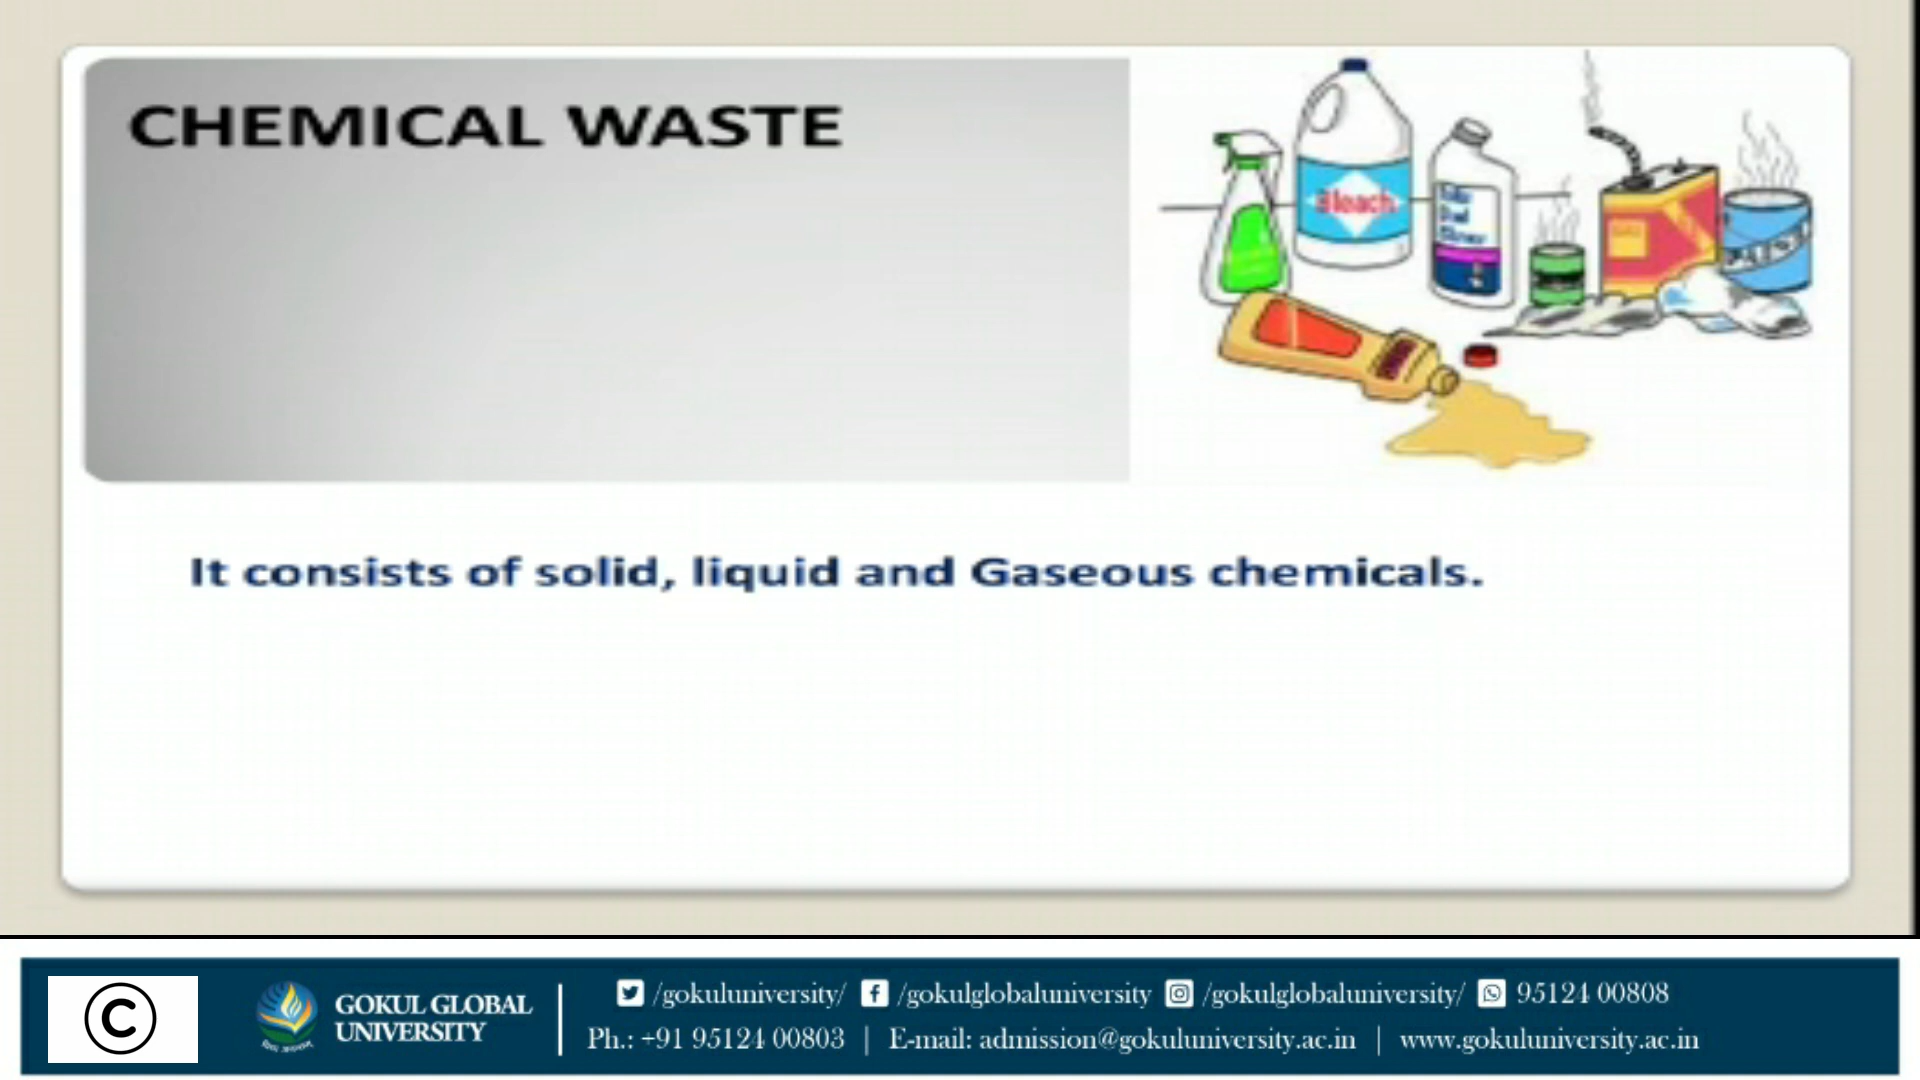 CHEMICAL WASTE
Bleach
PAINT
It consists of solid, liquid and Gaseous chemicals.
©
GOKUL GLOBAL
UNIVERSITY
/gokuluniversity/ /gokulglobaluniversity /gokulglobaluniversity/ 95124 00808
Ph.: +91 95124 00803 | E-mail: admission@gokuluniversity.ac.in | www.gokuluniversity.ac.in